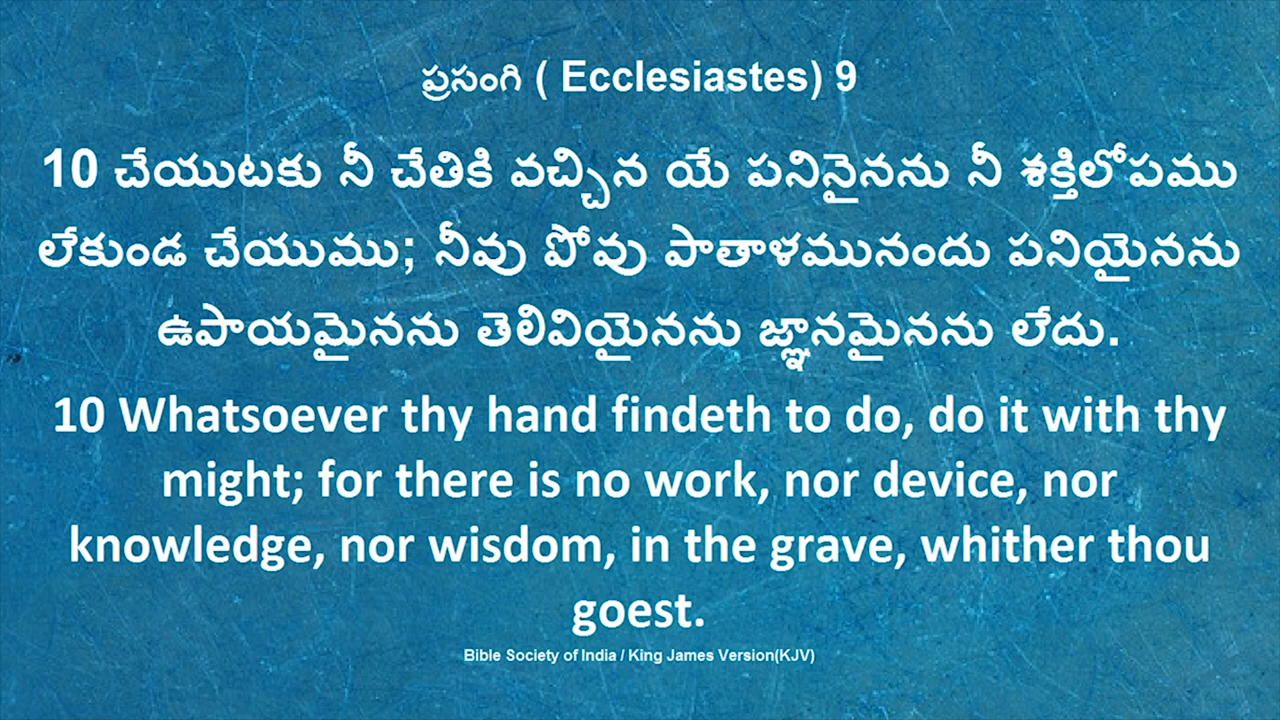 ప్రసంగి ( Ecclesiastes) 9
10 చేయుటకు నీ చేతికి వచ్చిన యే పనినైనను నీ శక్తిలోపము
లేకుండ చేయుము; నీవు పోవు పాతాళమునందు పనియైనను
ఉపాయమైనను తెలివియైనను జ్ఞానమైనను లేదు.
10 Whatsoever thy hand findeth to do, do it with thy
might; for there is no work, nor device, nor
knowledge, nor wisdom, in the grave, whither thou
goest.
Bible Society of India / King James Version(KJV)